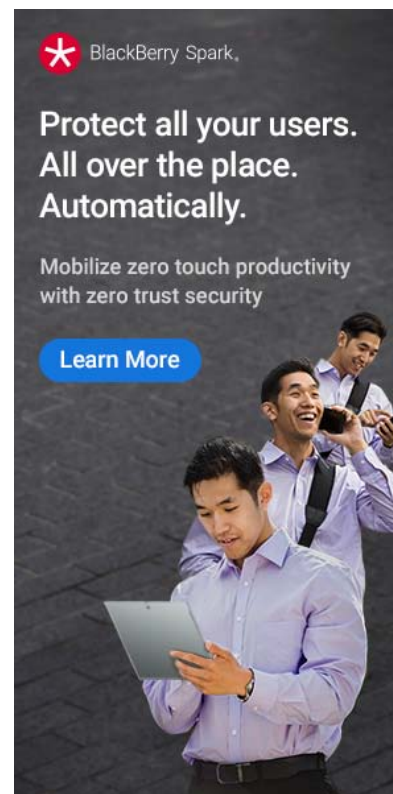 BlackBerry Spark.
Protect all your users.
All over the place.
Automatically.
Mobilize zero touch productivity
with zero trust security
Learn More